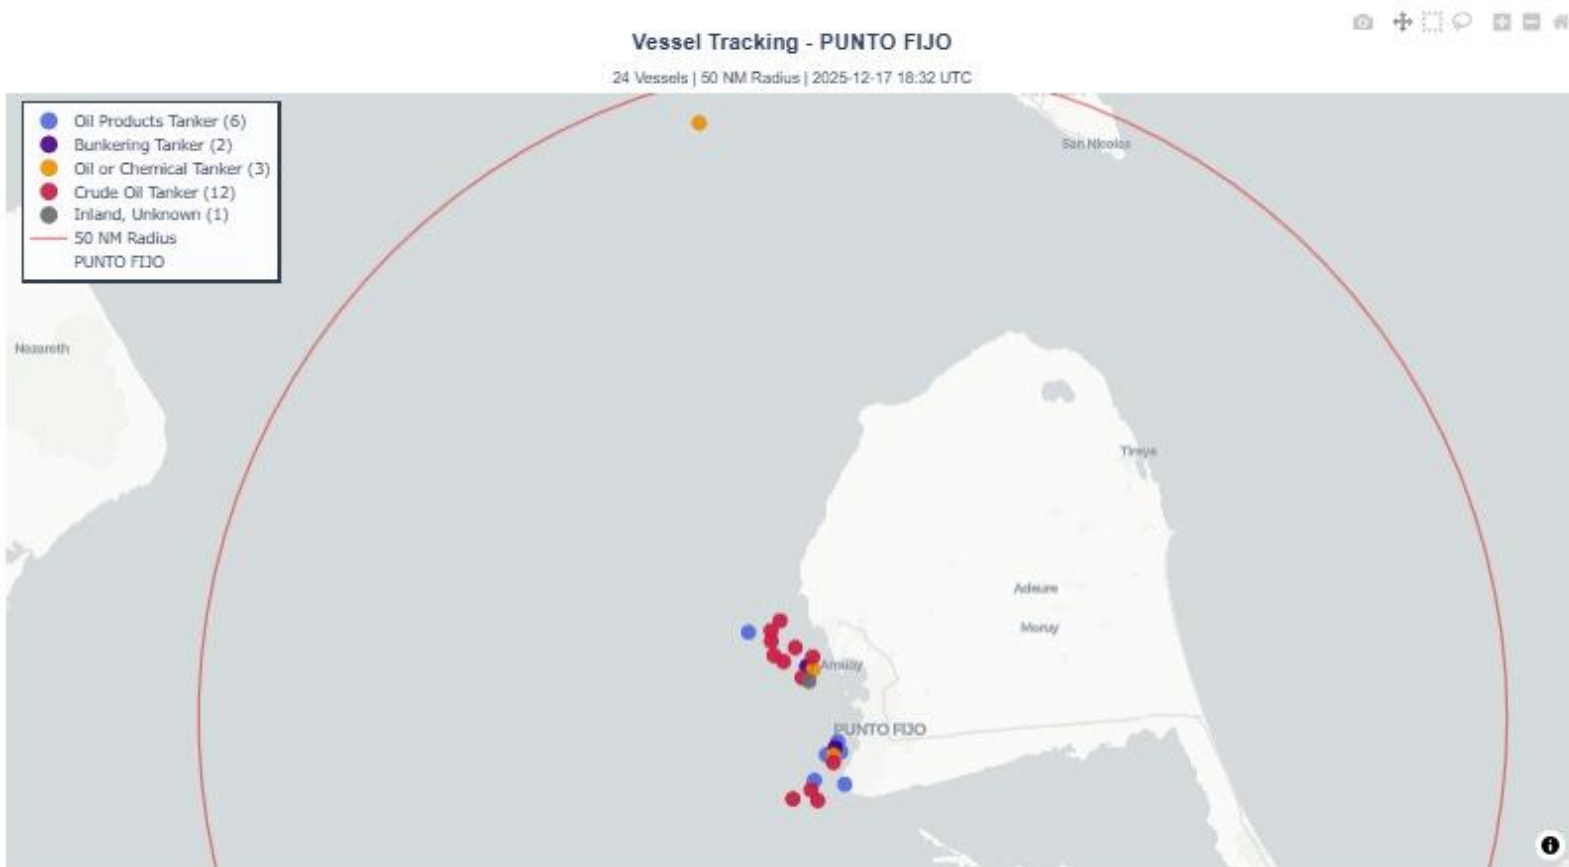 Vessel Tracking - PUNTO FIJO
24 Vessels | 50 NM Radius | 2025-12-17 18:32 UTC
Oil Products Tanker (6)
Bunkering Tanker (2)
Oil or Chemical Tanker (3)
Crude Oil Tanker (12)
Inland, Unknown (1)
50 NM Radius
PUNTO FIJO
San Nicolas
Nazareth
Tiraya
Adaure
Moruy
Amuay
PUNTO FIJO
i